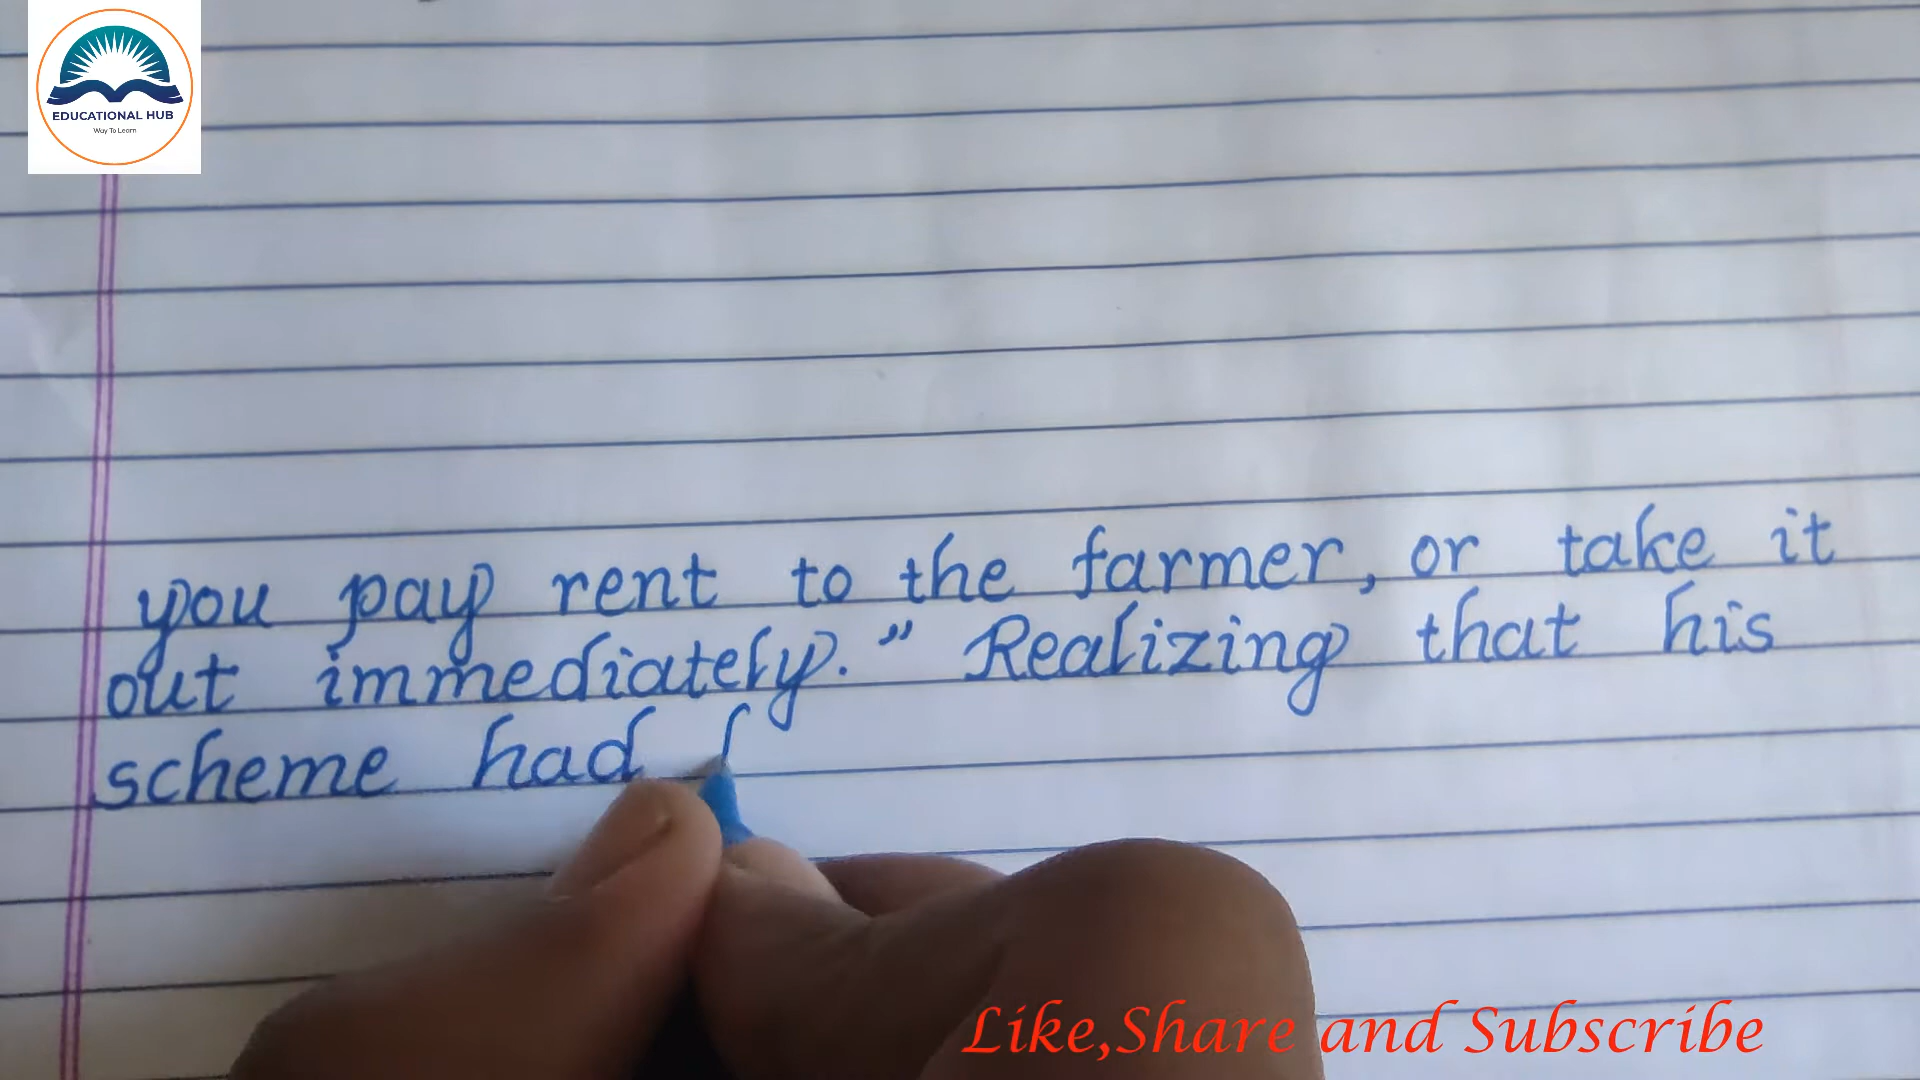 EDUCATIONAL HUB
Way To Learn
you pay rent to the farmer, or take it
out immediately.” Realizing that his
scheme had
Like,Share and Subscribe